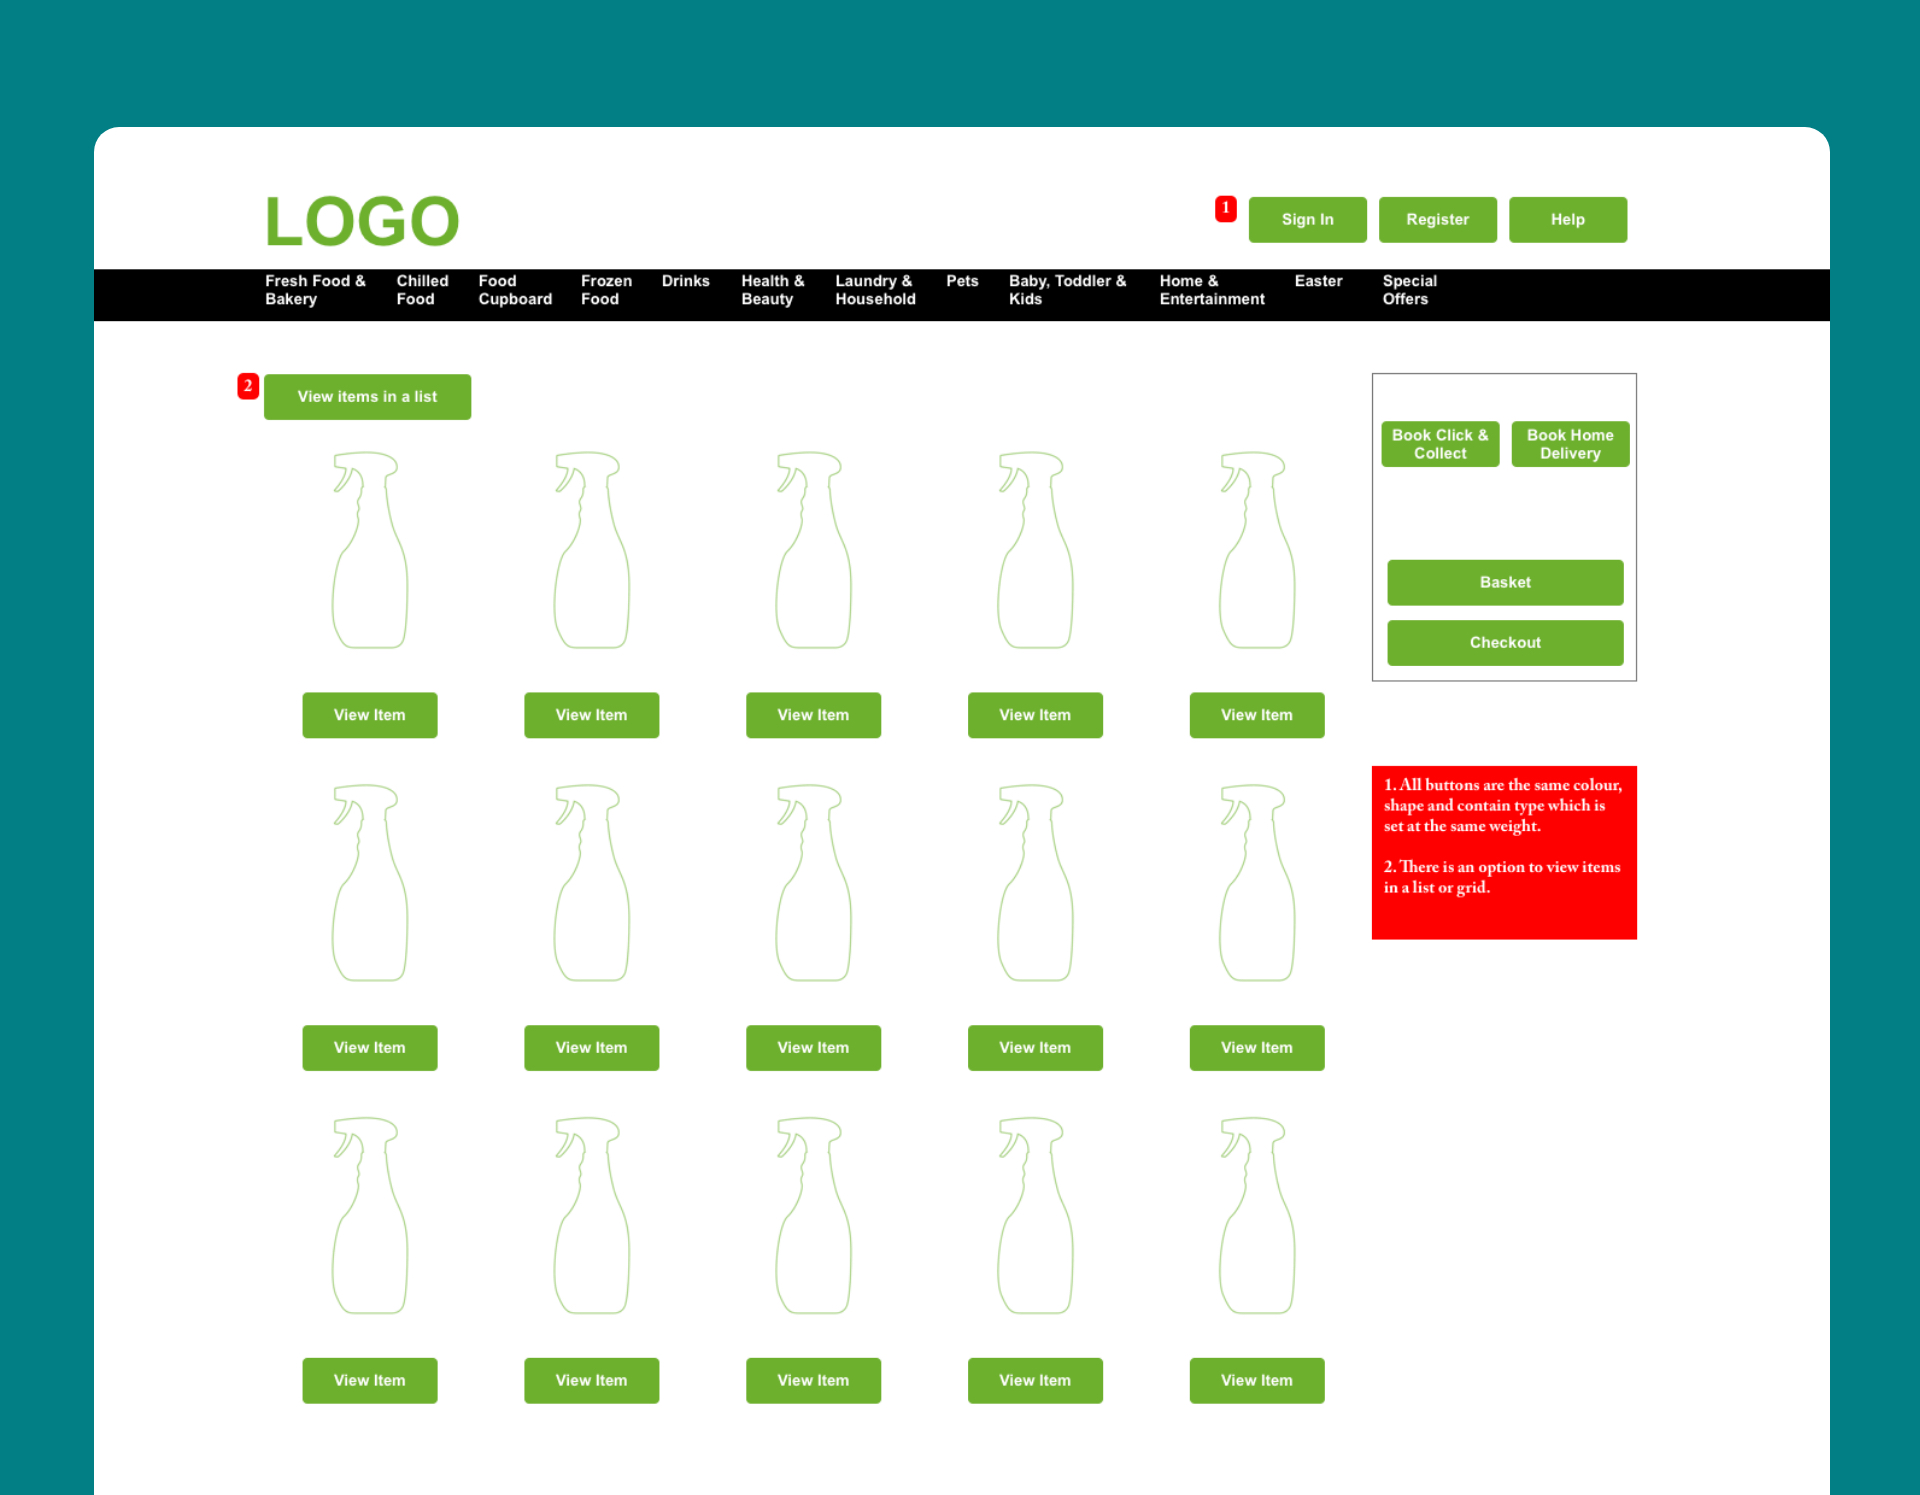 LOGO
1
Sign In
Register
Help
Fresh Food &
Bakery
Chilled
Food
Food
Cupboard
Frozen
Food
Drinks
Health &
Beauty
Laundry &
Household
Pets
Baby, Toddler &
Kids
Home &
Entertainment
Easter
Special
Offers
2
View items in a list
Book Click &
Collect
Book Home
Delivery
Basket
Checkout
View Item
View Item
View Item
View Item
View Item
1. All buttons are the same colour,
shape and contain type which is
set at the same weight.
2. There is an option to view items
in a list or grid.
View Item
View Item
View Item
View Item
View Item
View Item
View Item
View Item
View Item
View Item